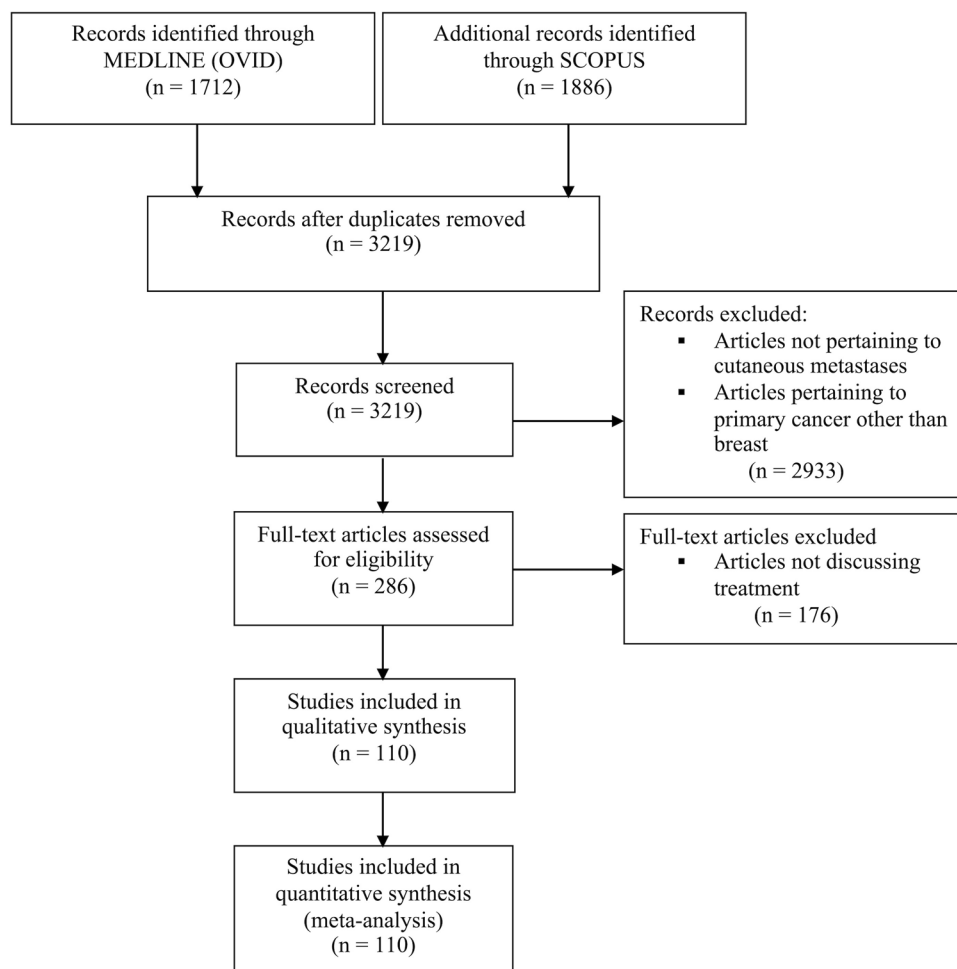 Records identified through
MEDLINE (OVID)
(n = 1712)
Additional records identified
through SCOPUS
(n = 1886)
Records after duplicates removed
(n = 3219)
Records screened
(n = 3219)
Records excluded:
▪ Articles not pertaining to
cutaneous metastases
▪ Articles pertaining to
primary cancer other than
breast
(n = 2933)
Full-text articles assessed
for eligibility
(n = 286)
Full-text articles excluded
▪ Articles not discussing
treatment
(n = 176)
Studies included in
qualitative synthesis
(n = 110)
Studies included in
quantitative synthesis
(meta-analysis)
(n = 110)